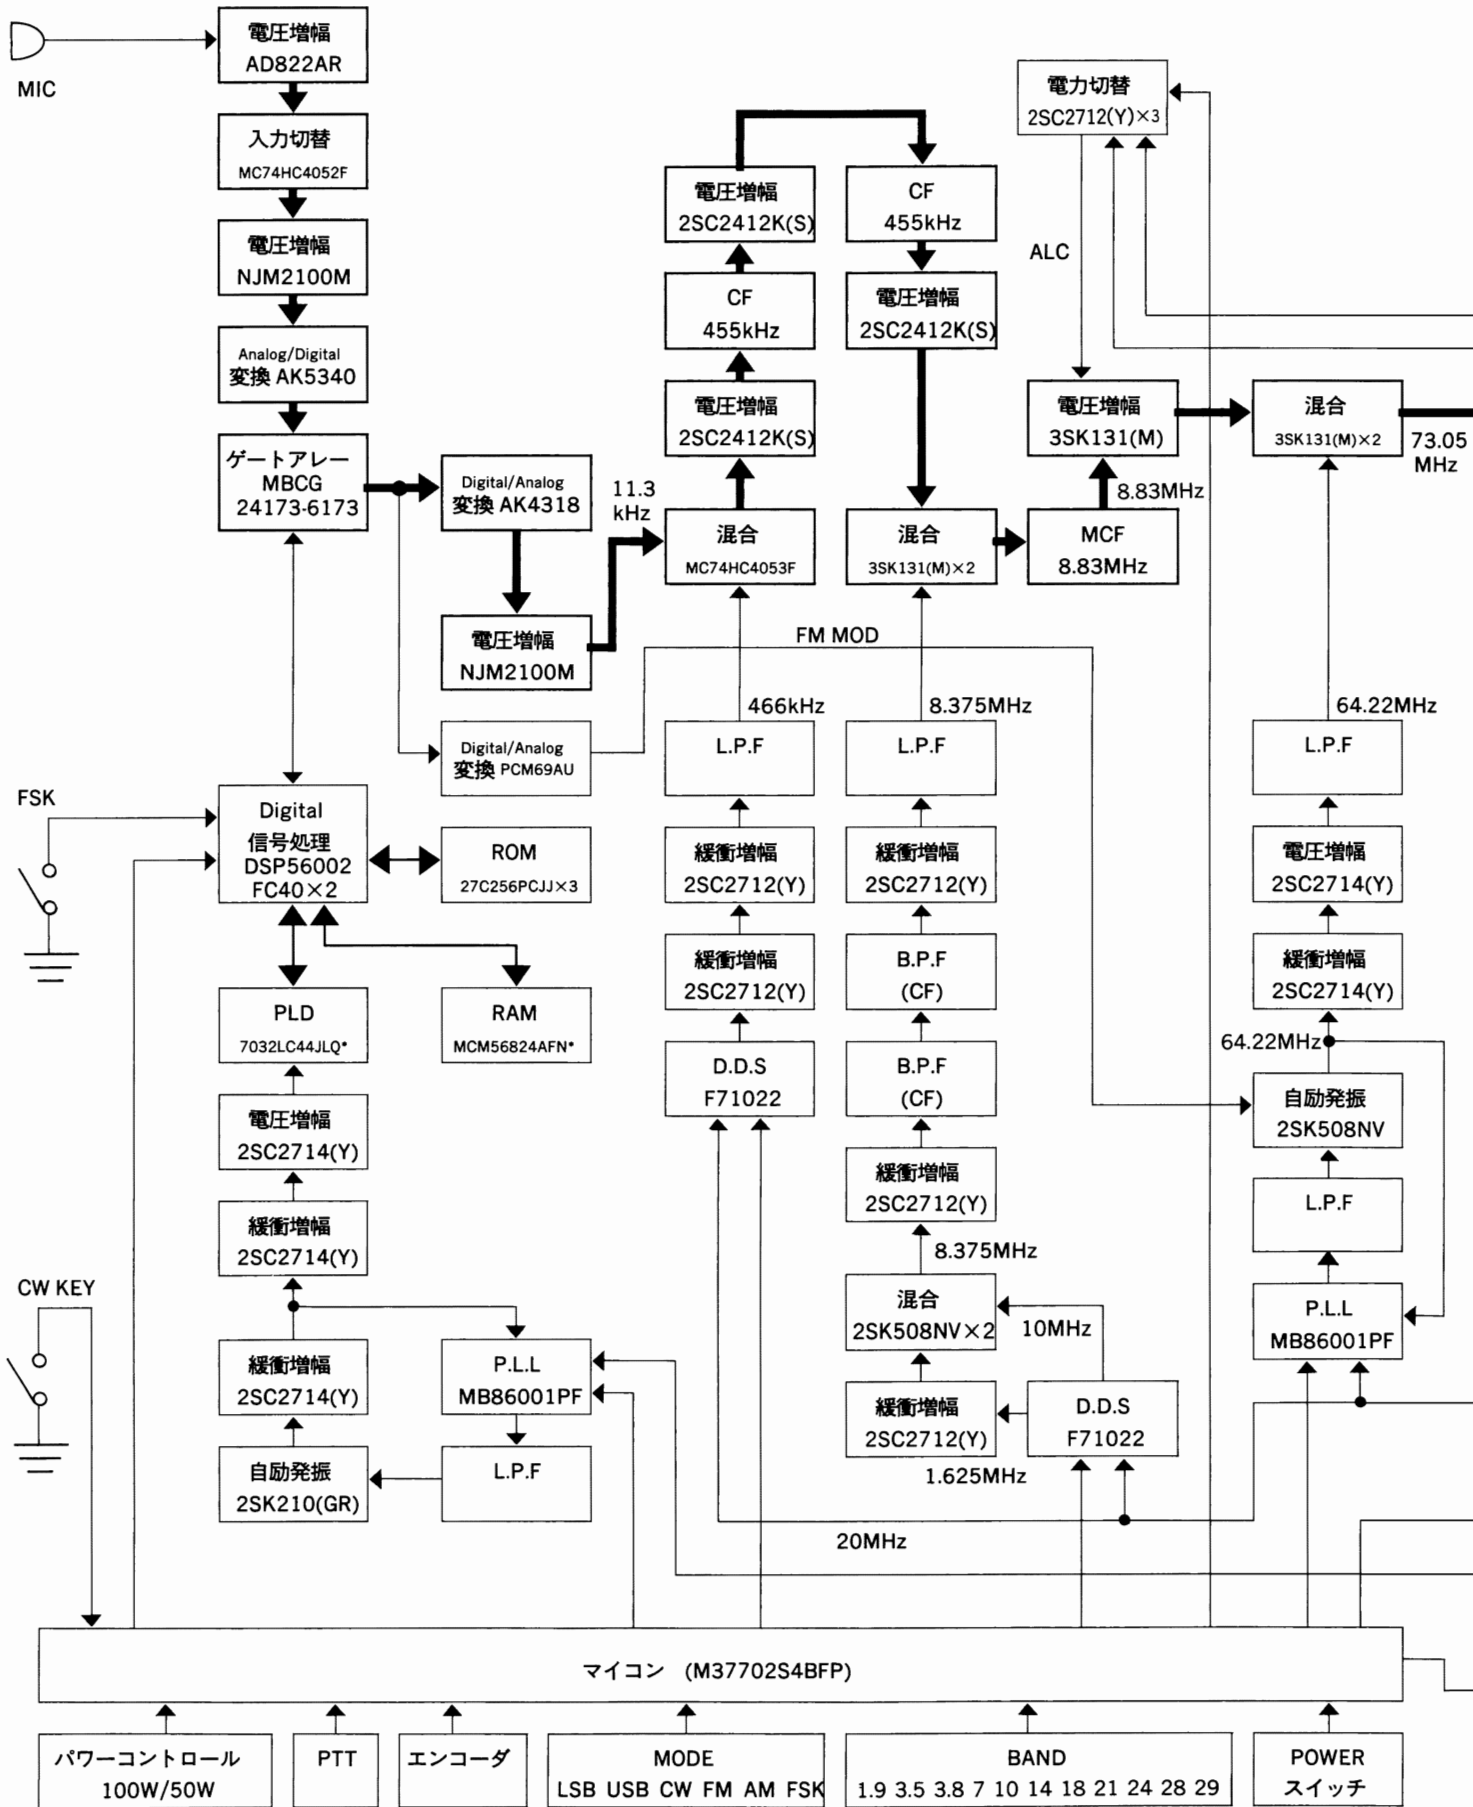 MIC
電圧増幅
AD822AR
入力切替
MC74HC4052F
電圧増幅
NJM2100M
Analog/Digital
変換 AK5340
ゲートアレー
MBCG
24173-6173
Digital/Analog
変換 AK4318
電圧増幅
NJM2100M
Digital/Analog
変換 PCM69AU
FM MOD
11.3
kHz
電圧増幅
2SC2412K(S)
CF
455kHz
電圧増幅
2SC2412K(S)
混合
MC74HC4053F
466kHz
L.P.F
緩衝増幅
2SC2712(Y)
緩衝増幅
2SC2712(Y)
D.D.S
F71022
CF
455kHz
電圧増幅
2SC2412K(S)
混合
3SK131(M)×2
8.375MHz
L.P.F
緩衝増幅
2SC2712(Y)
B.P.F
(CF)
B.P.F
(CF)
緩衝増幅
2SC2712(Y)
8.375MHz
混合
2SK508NV×2
10MHz
緩衝増幅
2SC2712(Y)
1.625MHz
D.D.S
F71022
20MHz
電力切替
2SC2712(Y)×3
ALC
電圧増幅
3SK131(M)
8.83MHz
MCF
8.83MHz
混合
3SK131(M)×2
73.05
MHz
64.22MHz
L.P.F
電圧増幅
2SC2714(Y)
緩衝増幅
2SC2714(Y)
64.22MHz
自励発振
2SK508NV
L.P.F
P.L.L
MB86001PF
FSK
Digital
信号処理
DSP56002
FC40×2
ROM
27C256PCJJ×3
PLD
7032LC44JLQ*
RAM
MCM56824AFN*
電圧増幅
2SC2714(Y)
緩衝増幅
2SC2714(Y)
CW KEY
緩衝増幅
2SC2714(Y)
P.L.L
MB86001PF
自励発振
2SK210(GR)
L.P.F
マイコン (M37702S4BFP)
パワーコントロール
100W/50W
PTT
エンコーダ
MODE
LSB USB CW FM AM FSK
BAND
1.9 3.5 3.8 7 10 14 18 21 24 28 29
POWER
スイッチ